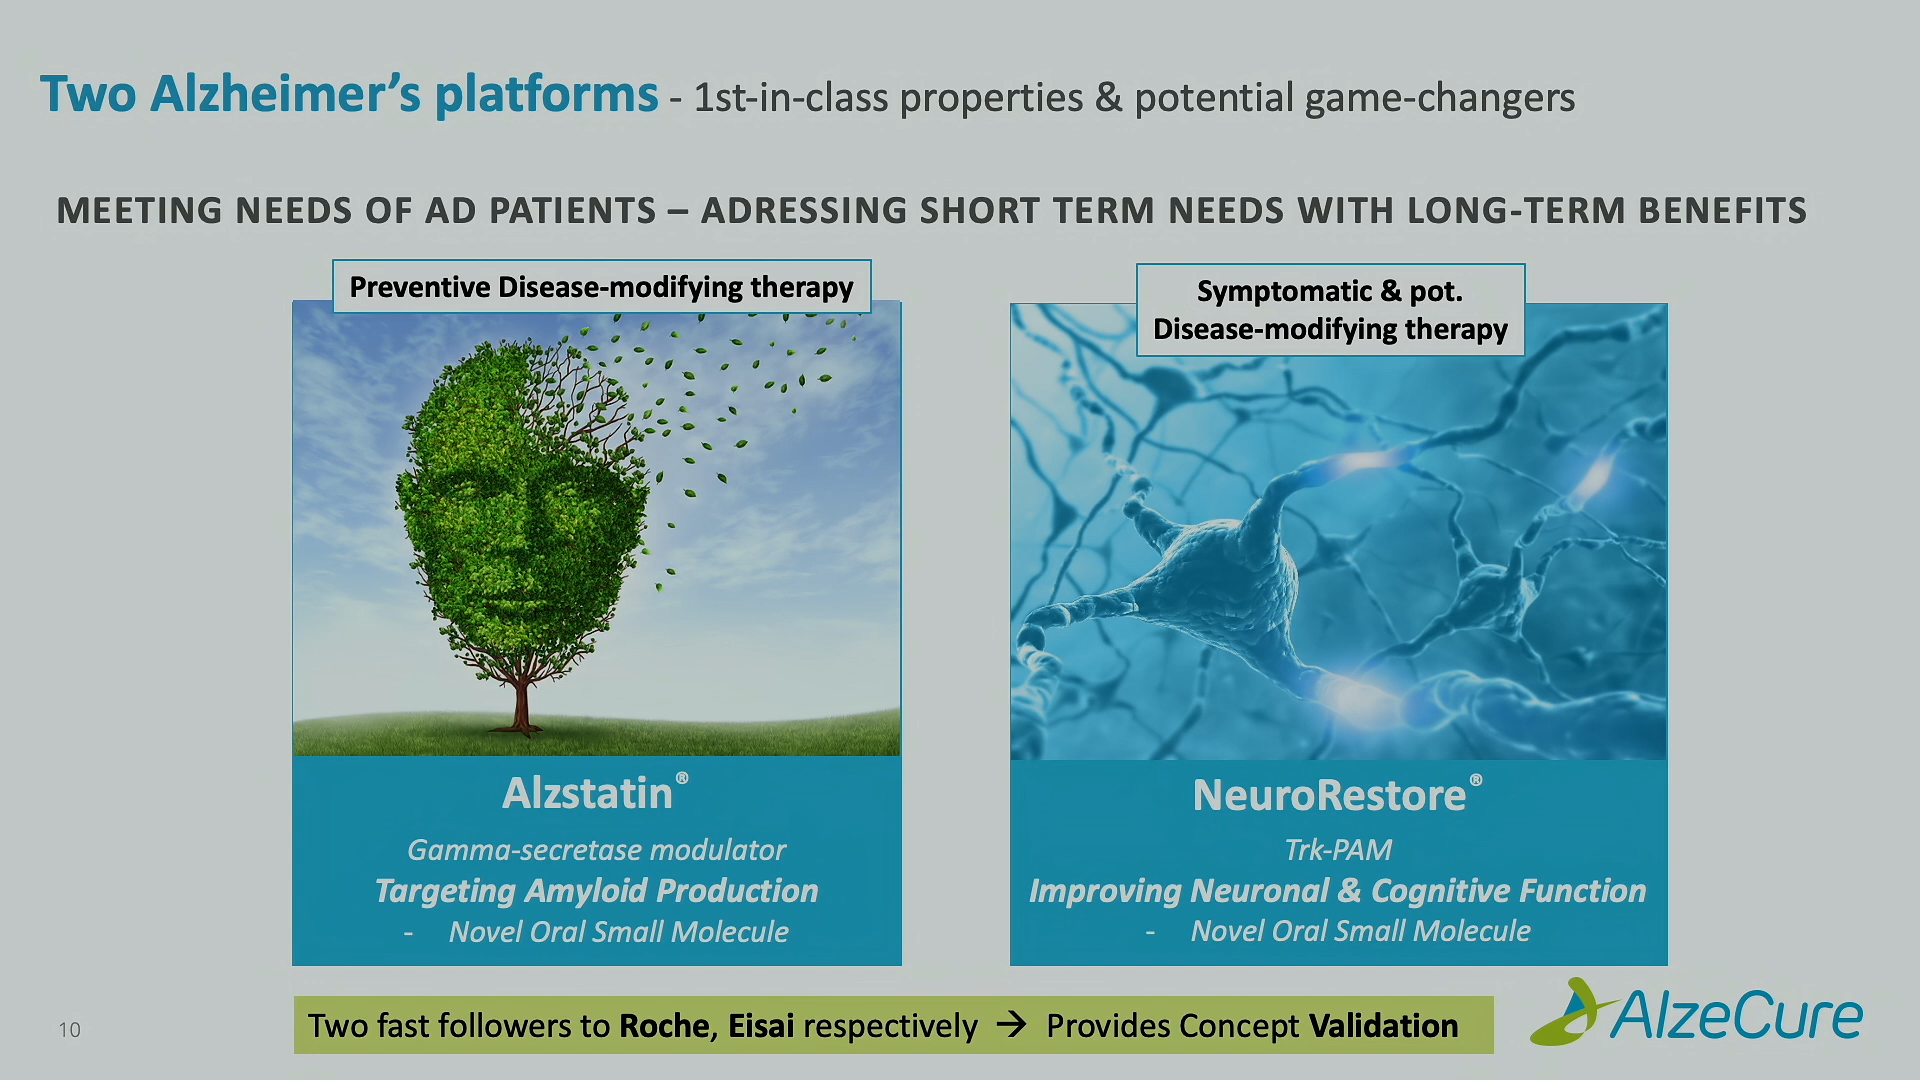 Two Alzheimer’s platforms - 1st-in-class properties & potential game-changers
MEETING NEEDS OF AD PATIENTS – ADRESSING SHORT TERM NEEDS WITH LONG-TERM BENEFITS
Preventive Disease-modifying therapy
Symptomatic & pot.
Disease-modifying therapy
Alzstatin®
Gamma-secretase modulator
Targeting Amyloid Production
- Novel Oral Small Molecule
NeuroRestore®
Trk-PAM
Improving Neuronal & Cognitive Function
- Novel Oral Small Molecule
Two fast followers to Roche, Eisai respectively → Provides Concept Validation
AlzeCure
10